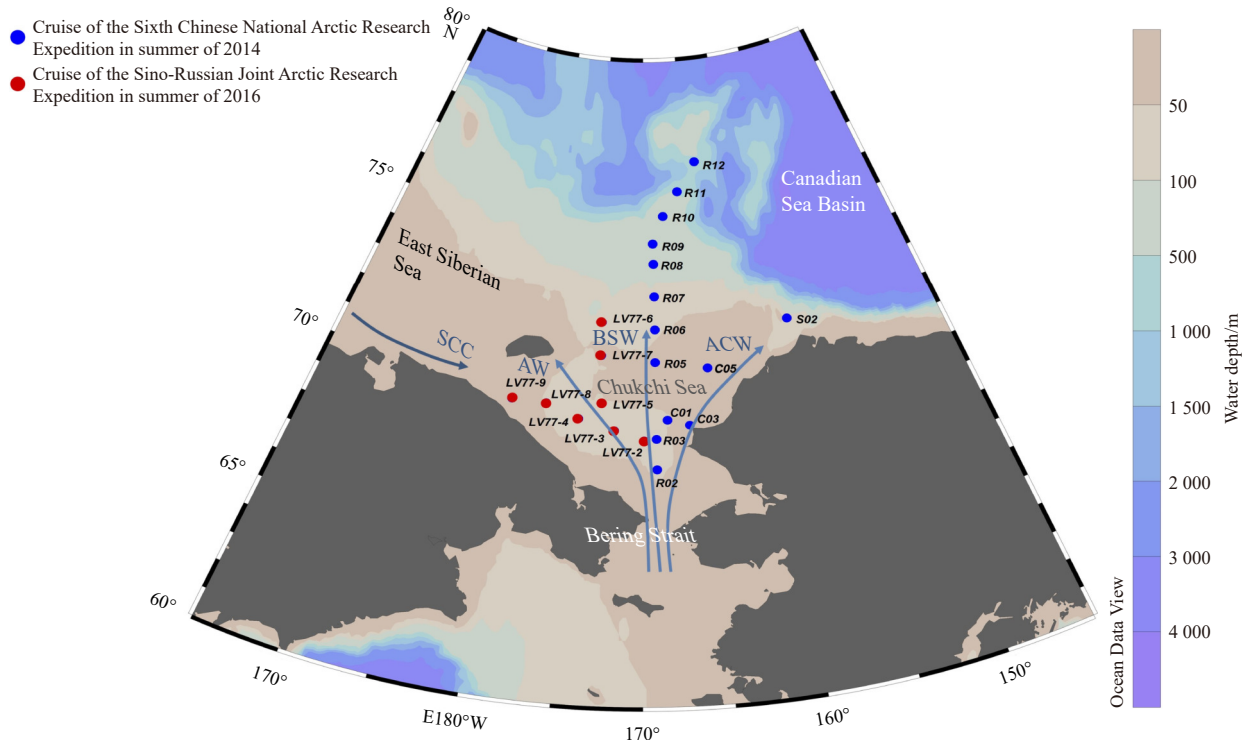 Cruise of the Sixth Chinese National Arctic Research
Expedition in summer of 2014
Cruise of the Sino-Russian Joint Arctic Research
Expedition in summer of 2016
80°
N
75°
70°
65°
60°
170°
E180°W
170°
160°
150°
R12
R11
R10
R09
R08
R07
R06
R05
R03
R02
S02
C05
C01
C03
LV77-6
LV77-7
LV77-9
LV77-8
LV77-5
LV77-4
LV77-3
LV77-2
Canadian
Sea Basin
East Siberian
Sea
SCC
AW
BSW
ACW
Chukchi Sea
Bering Strait
50
100
500
1 000
1 500
2 000
3 000
4 000
Water depth/m
Ocean Data View